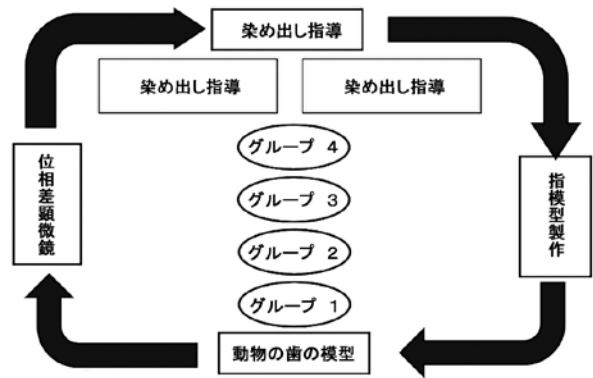 染め出し指導
染め出し指導
染め出し指導
グループ 4
位相差顕微鏡
指模型製作
グループ 3
グループ 2
グループ 1
動物の歯の模型